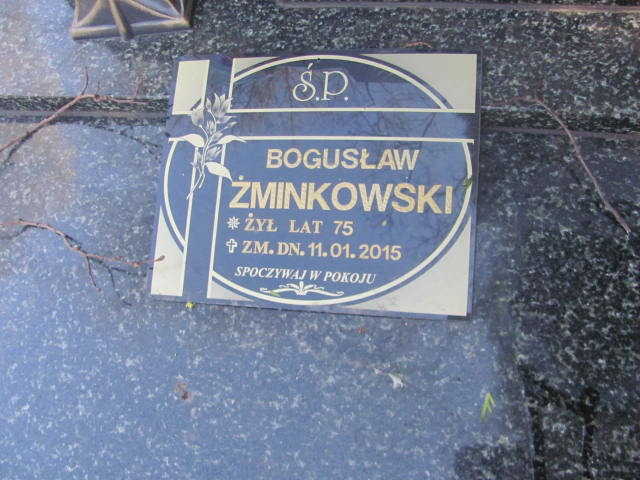 Ś.P.
BOGUSŁAW
ŻMINKOWSKI
ŻYŁ LAT 75
ZM. DN. 11.01.2015
SPOCZYWAJ W POKOJU